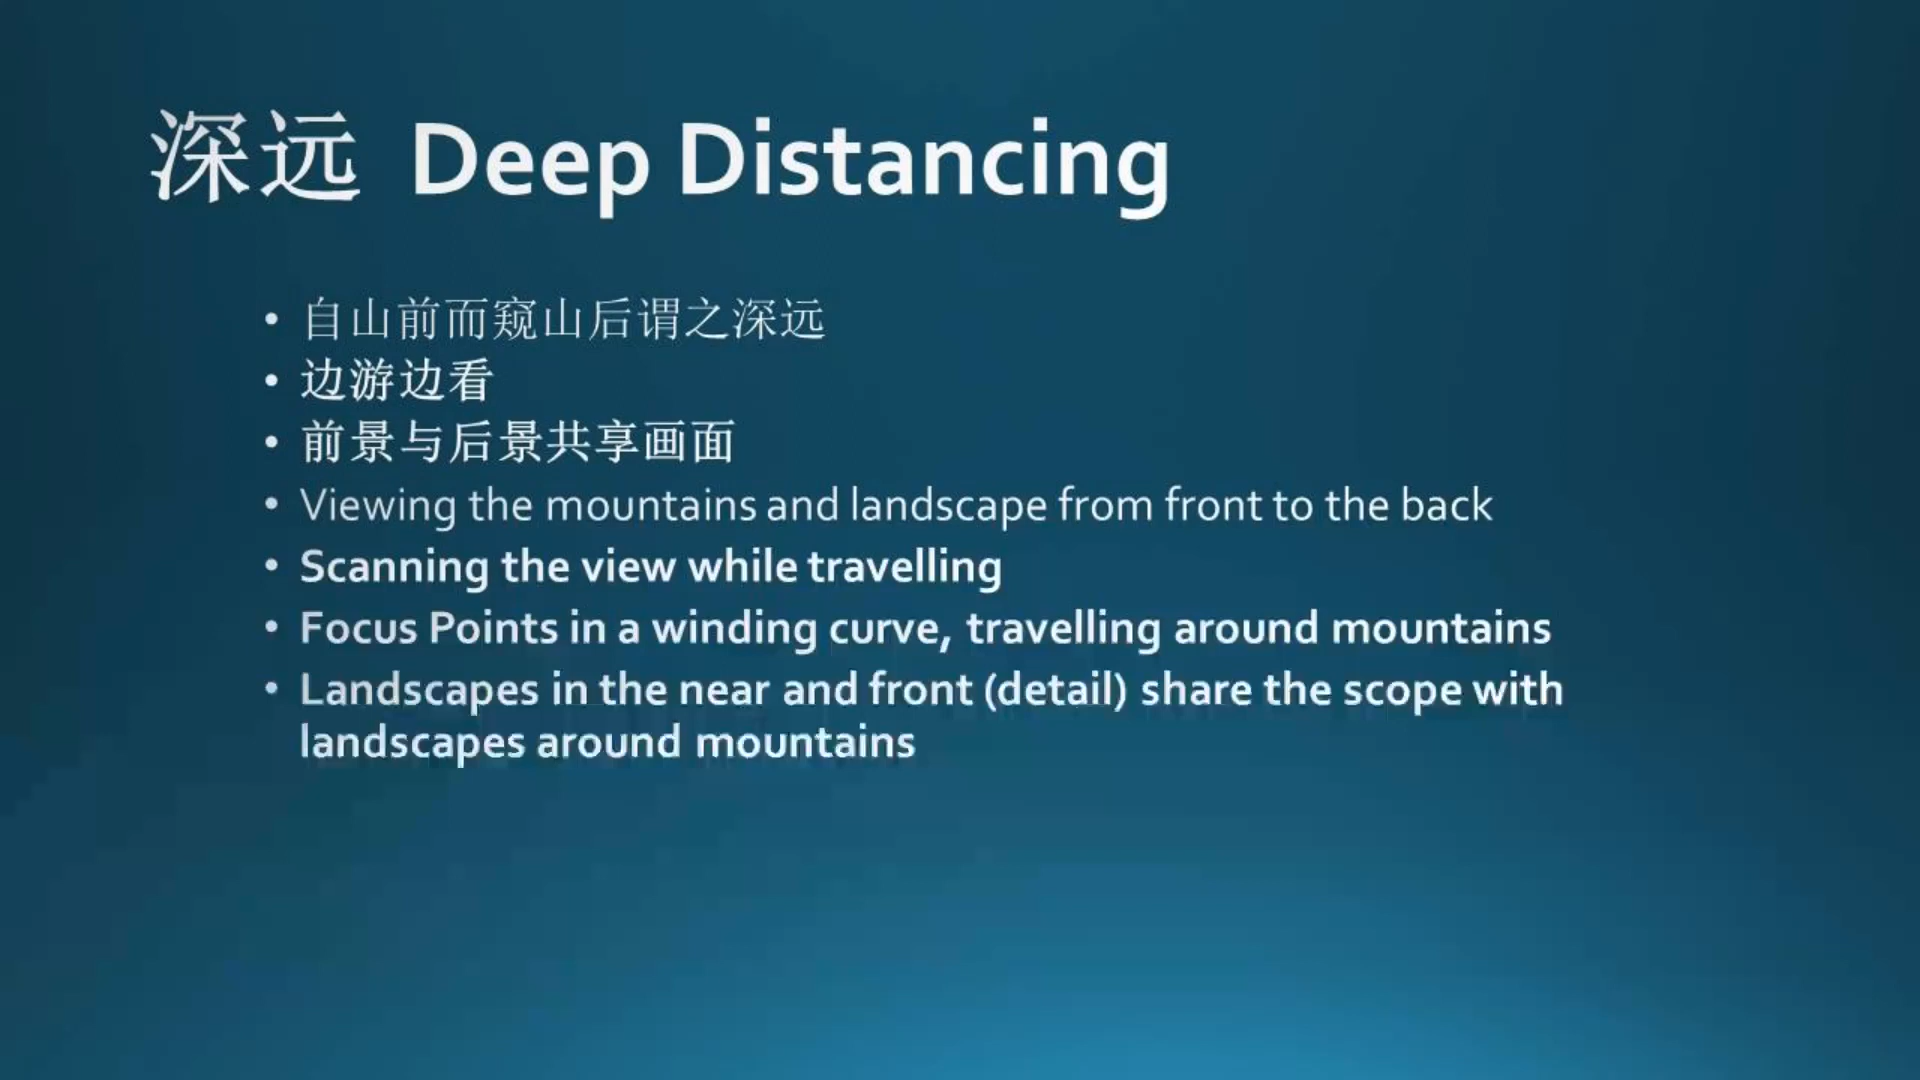 深远 Deep Distancing
• 自山前而窥山后谓之深远
• 边游边看
• 前景与后景共享画面
• Viewing the mountains and landscape from front to the back
• Scanning the view while travelling
• Focus Points in a winding curve, travelling around mountains
• Landscapes in the near and front (detail) share the scope with
landscapes around mountains